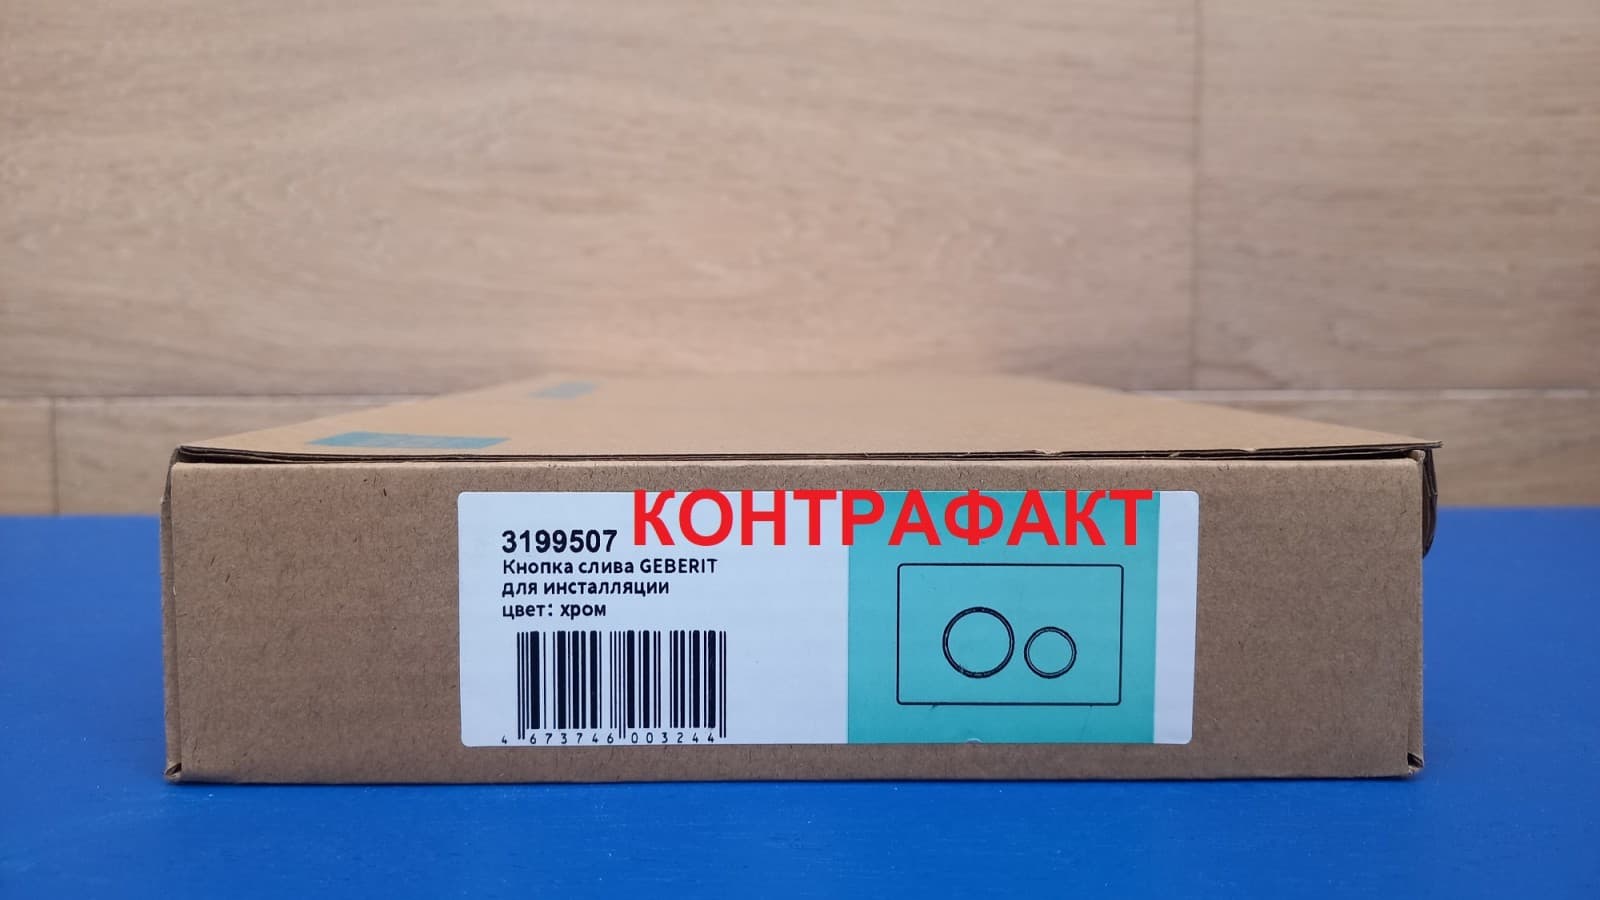 КОНТРАФАКТ
3199507
Кнопка слива GEBERIT
для инсталляции
цвет: хром
4 673746 003244